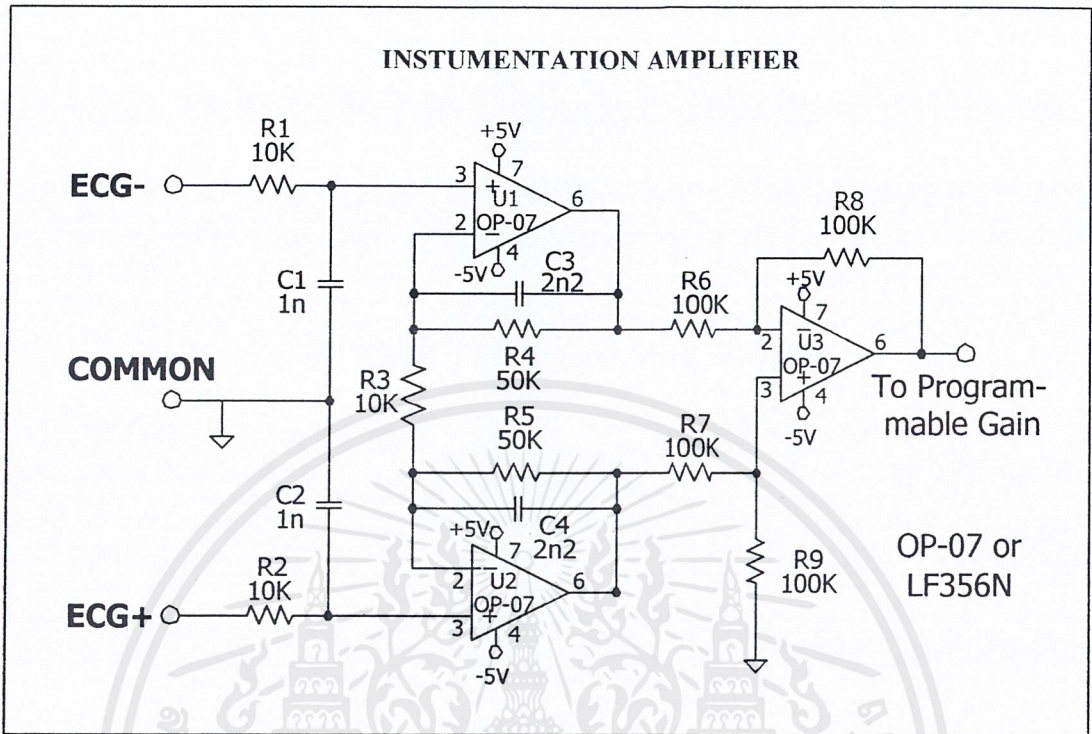 INSTUMENTATION AMPLIFIER
R1
10K
ECG-
+5V
3
7
+
U1
6
2
OP-07
−
4
-5V
C1
1n
C3
2n2
R4
50K
R6
100K
R8
100K
+5V
7
2
−
U3
6
OP-07
3
+
4
-5V
To Program-
mable Gain
COMMON
R3
10K
R5
50K
R7
100K
C2
1n
C4
2n2
+5V
7
2
−
U2
6
OP-07
3
+
4
-5V
R2
10K
ECG+
R9
100K
OP-07 or
LF356N